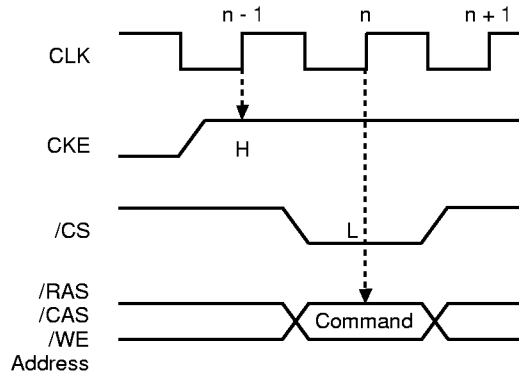 n - 1 n n + 1
CLK
CKE
H
/CS
L
/RAS
/CAS
Command
/WE
Address